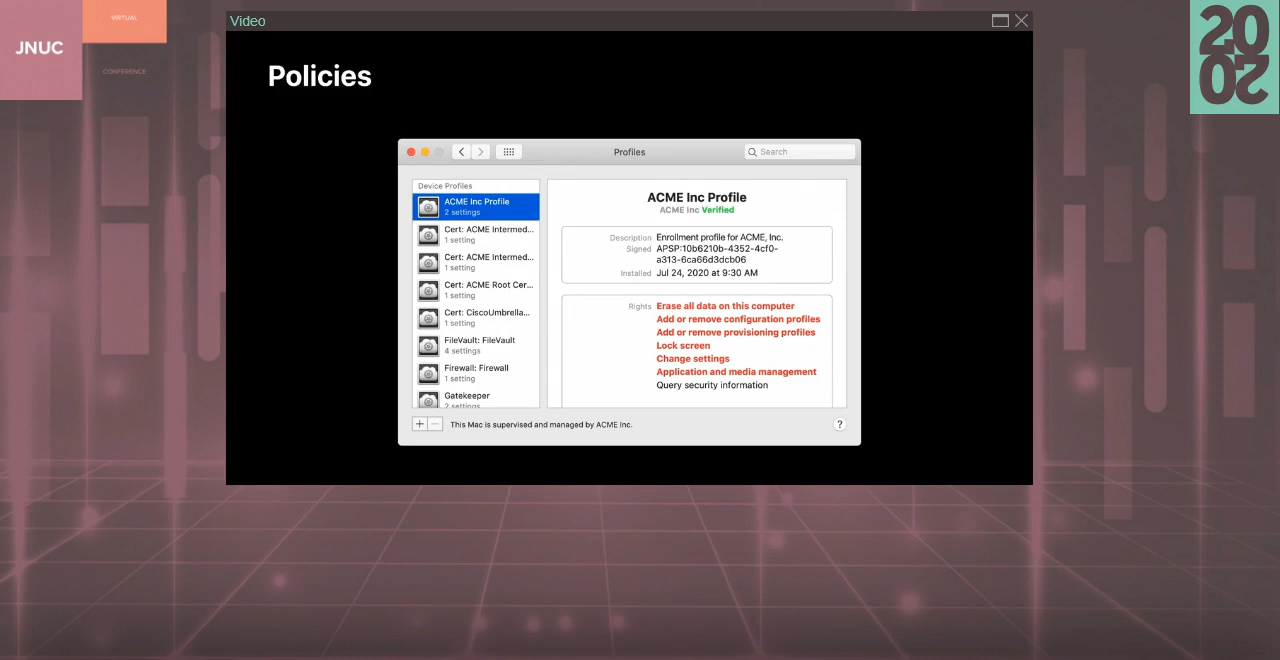 JNUC
VIRTUAL
CONFERENCE
2020
Video
Policies
Profiles
Search
Device Profiles
ACME Inc Profile
2 settings
Cert: ACME Intermed...
1 setting
Cert: ACME Intermed...
1 setting
Cert: ACME Root Cer...
1 setting
Cert: CiscoUmbrella...
1 setting
FileVault: FileVault
4 settings
Firewall: Firewall
1 setting
Gatekeeper
2 settings
ACME Inc Profile
ACME Inc Verified
Description Enrollment profile for ACME, Inc.
Signed APSP:10b6210b-4352-4cf0-
a313-6ca66d3dcb06
Installed Jul 24, 2020 at 9:30 AM
Rights Erase all data on this computer
Add or remove configuration profiles
Add or remove provisioning profiles
Lock screen
Change settings
Application and media management
Query security information
+ − This Mac is supervised and managed by ACME Inc. ?